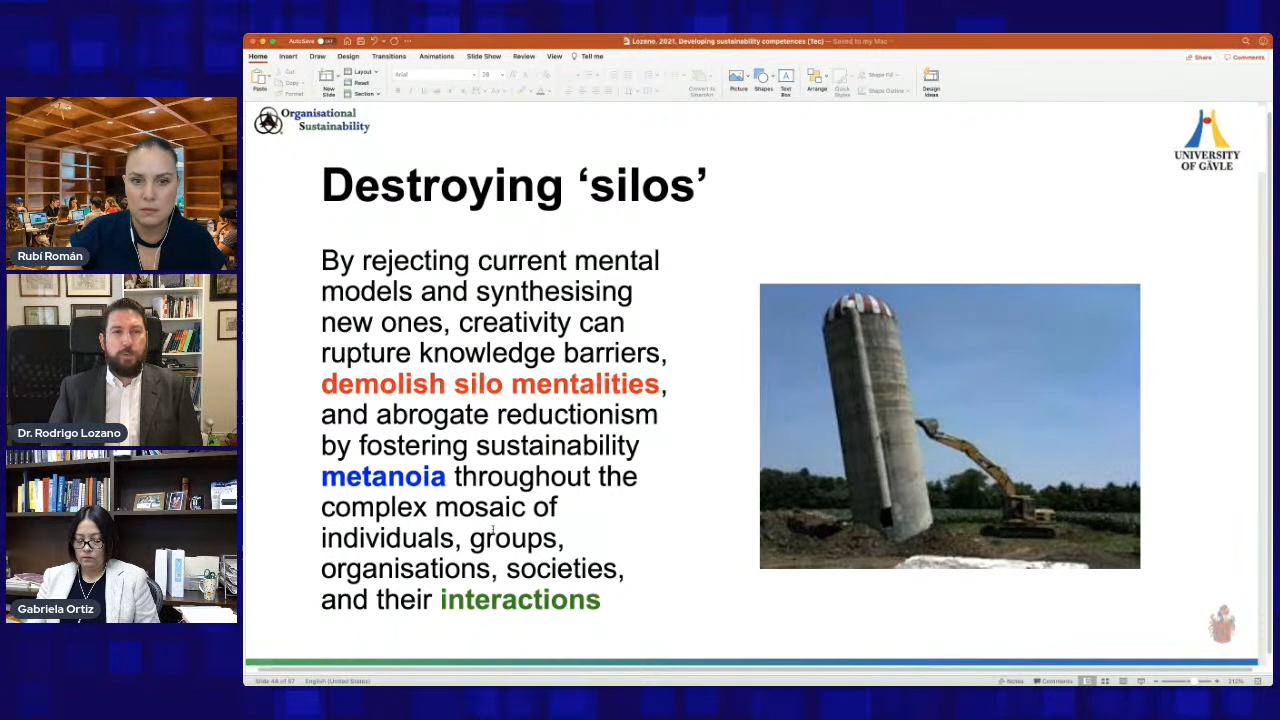 AutoSave
OFF
Lozano, 2021, Developing sustainability competences (Tec) — Saved to my Mac
Home Insert Draw Design Transitions Animations Slide Show Review View Tell me
Share Comments
Paste
Cut
Copy
Format
New Slide
Layout
Reset
Section
Arial
28
Convert to SmartArt
Picture
Shapes
Text Box
Arrange
Quick Styles
Shape Fill
Shape Outline
Design Ideas
Organisational
Sustainability
UNIVERSITY
OF GÄVLE
Destroying ‘silos’
By rejecting current mental
models and synthesising
new ones, creativity can
rupture knowledge barriers,
demolish silo mentalities,
and abrogate reductionism
by fostering sustainability
metanoia throughout the
complex mosaic of
individuals, groups,
organisations, societies,
and their interactions
Rubí Román
Dr. Rodrigo Lozano
Gabriela Ortiz
Slide 48 of 57 English (United States)
Notes Comments 212%